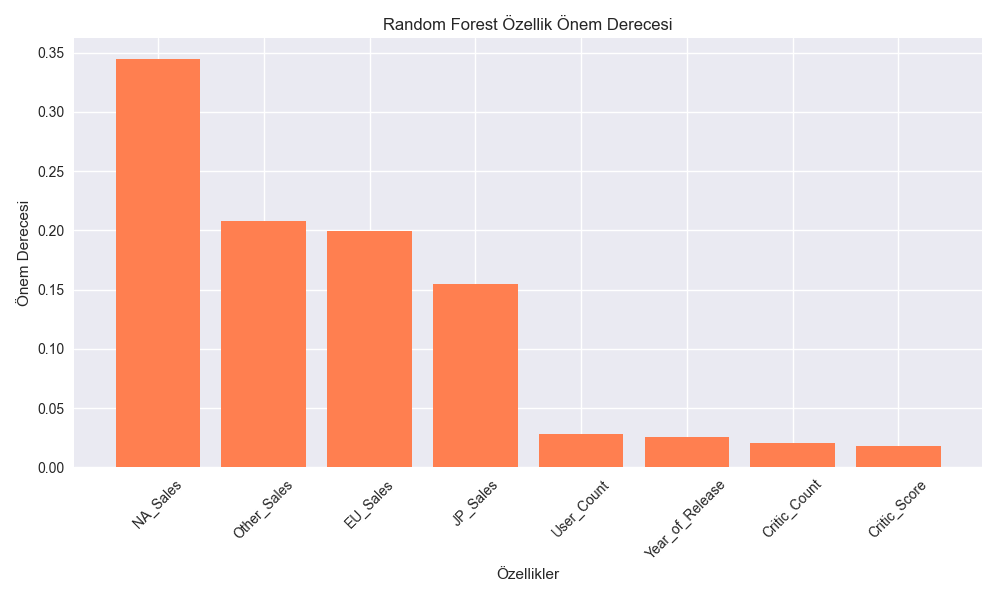 Random Forest Özellik Önem Derecesi
Önem Derecesi
0.35
0.30
0.25
0.20
0.15
0.10
0.05
0.00
NA_Sales
Other_Sales
EU_Sales
JP_Sales
User_Count
Year_of_Release
Critic_Count
Critic_Score
Özellikler